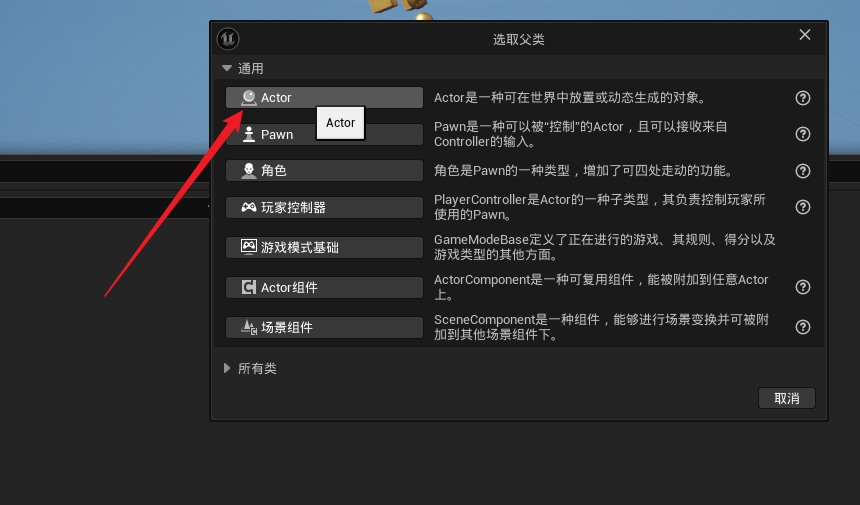 选取父类
通用
Actor
Actor是一种可在世界中放置或动态生成的对象。
Actor
Pawn
Pawn是一种可以被“控制”的Actor，且可以接收来自
Controller的输入。
角色
角色是Pawn的一种类型，增加了可四处走动的功能。
玩家控制器
PlayerController是Actor的一种子类型，其负责控制玩家所
使用的Pawn。
游戏模式基础
GameModeBase定义了正在进行的游戏、其规则、得分以及
游戏类型的其他方面。
Actor组件
ActorComponent是一种可复用组件，能被附加到任意Actor
上。
场景组件
SceneComponent是一种组件，能够进行场景变换并可被附
加到其他场景组件下。
所有类
取消